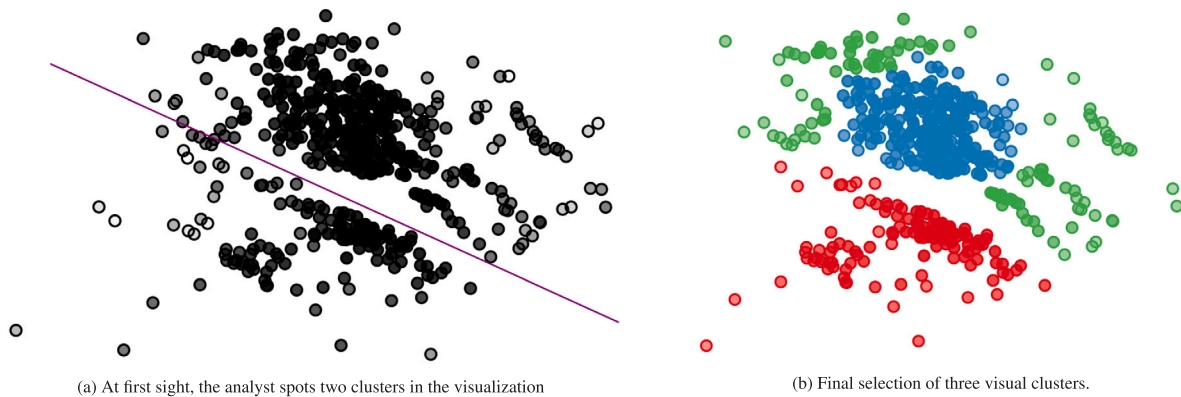 (a) At first sight, the analyst spots two clusters in the visualization
(b) Final selection of three visual clusters.